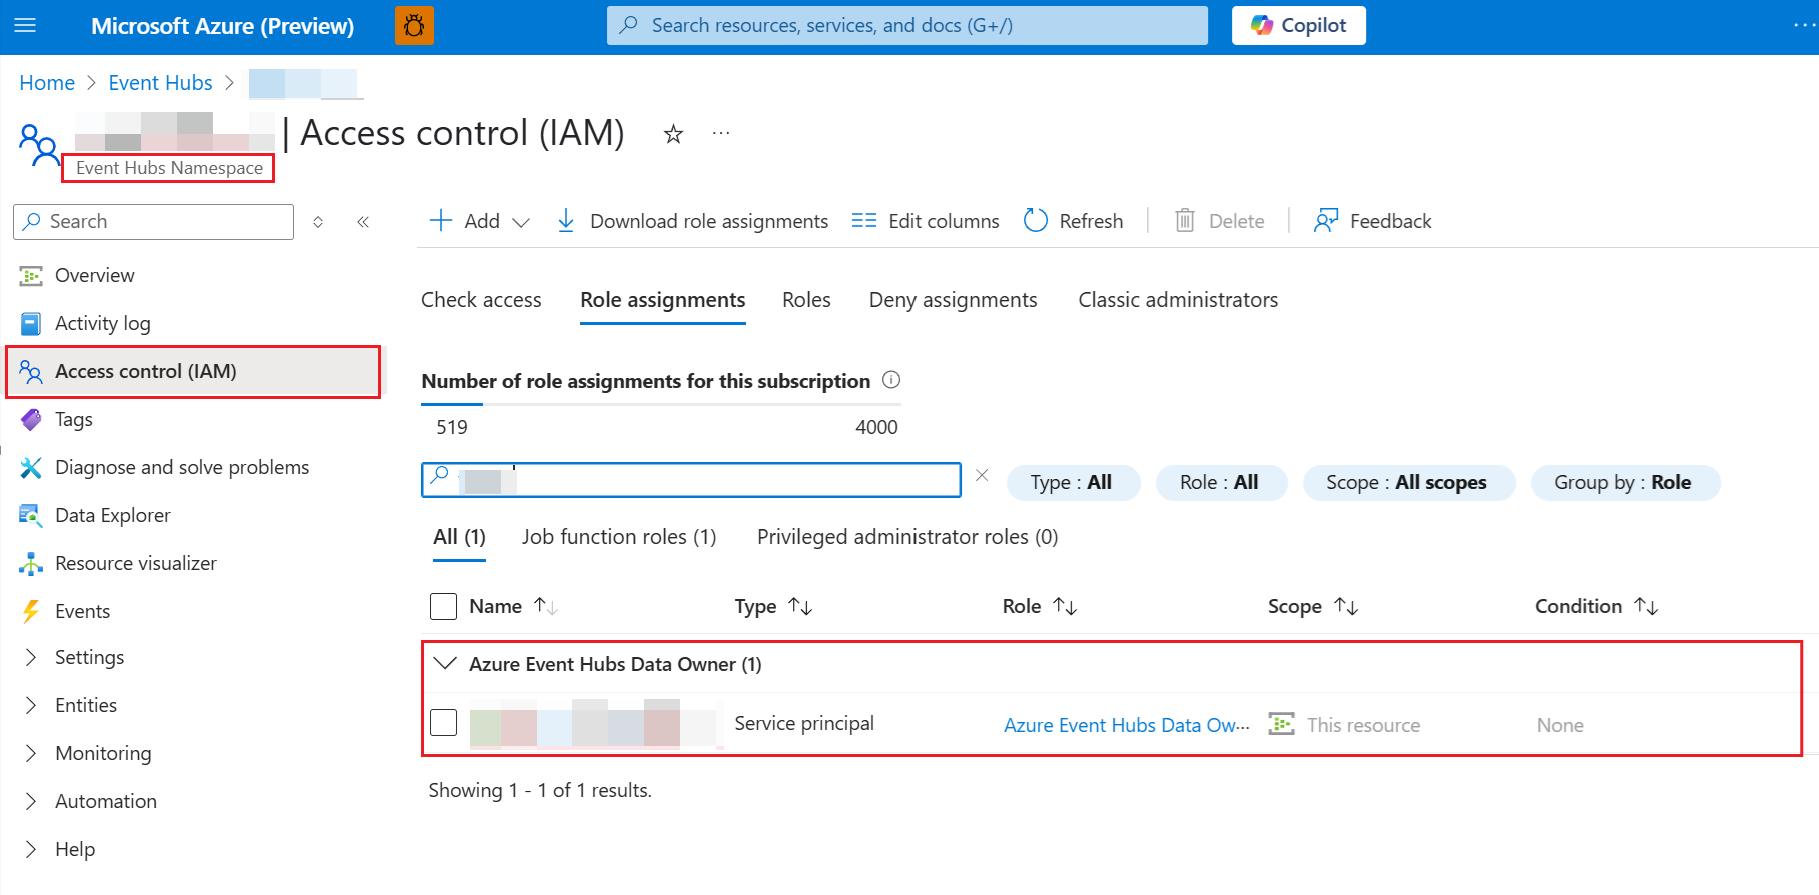 Microsoft Azure (Preview)
Search resources, services, and docs (G+/)
Copilot
Home > Event Hubs >
| Access control (IAM)
Event Hubs Namespace
Search
Add
Download role assignments
Edit columns
Refresh
Delete
Feedback
Overview
Activity log
Access control (IAM)
Tags
Diagnose and solve problems
Data Explorer
Resource visualizer
Events
Settings
Entities
Monitoring
Automation
Help
Check access
Role assignments
Roles
Deny assignments
Classic administrators
Number of role assignments for this subscription
519
4000
Type : All
Role : All
Scope : All scopes
Group by : Role
All (1)
Job function roles (1)
Privileged administrator roles (0)
Name
Type
Role
Scope
Condition
Azure Event Hubs Data Owner (1)
Service principal
Azure Event Hubs Data Ow...
This resource
None
Showing 1 - 1 of 1 results.